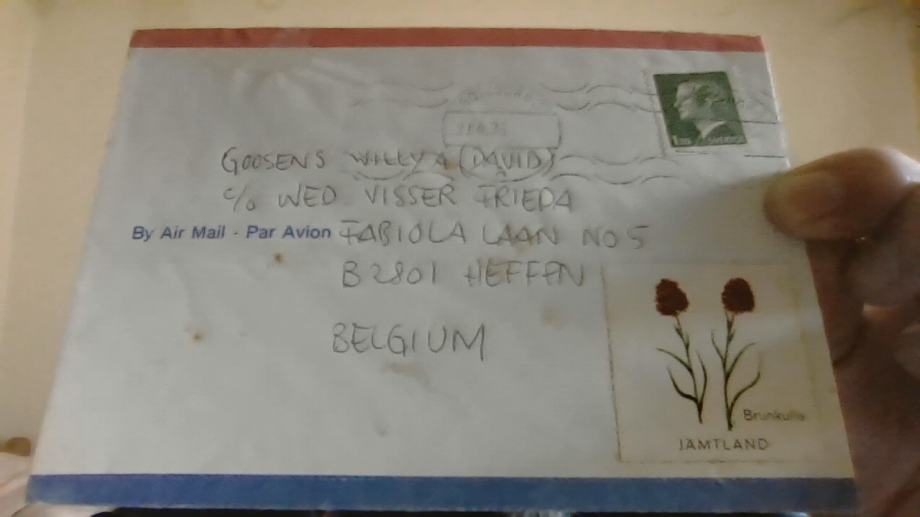 GOOSENS WILLY A (DAVID)
c/o WED VISSER FRIEDA
By Air Mail · Par Avion
FABIOLA LAAN NO 5
B2801 HEFFEN
BELGIUM
Brunkulla
JÄMTLAND